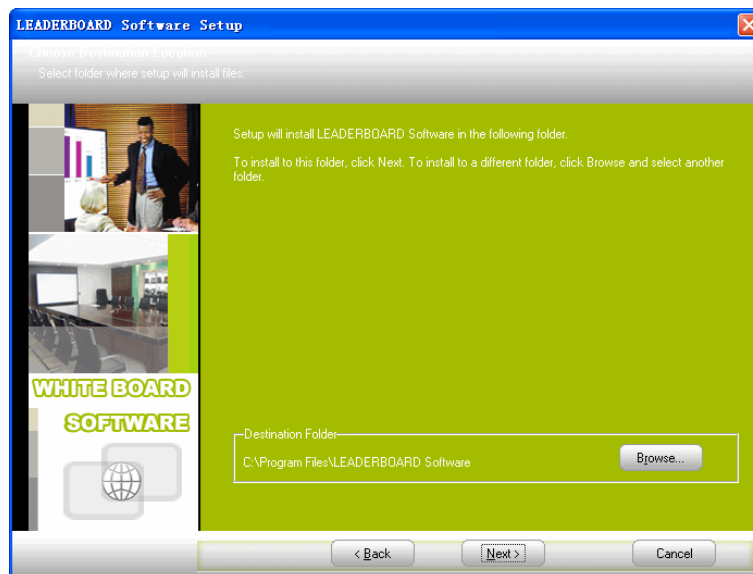 LEADERBOARD Software Setup
Choose Destination Location
Select folder where setup will install files.
Setup will install LEADERBOARD Software in the following folder.
To install to this folder, click Next. To install to a different folder, click Browse and select another
folder.
WHITE BOARD
SOFTWARE
Destination Folder
C:\Program Files\LEADERBOARD Software
Browse...
< Back
Next >
Cancel